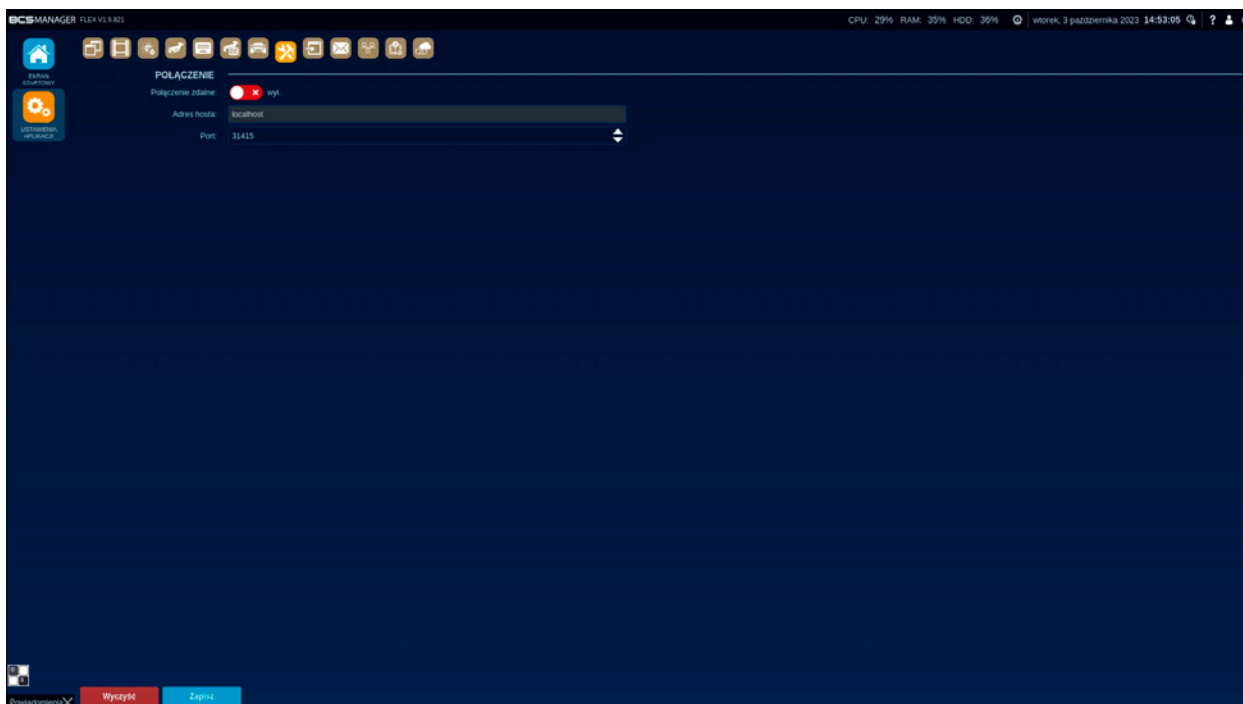 BCSMANAGER FLEX V1.9.821
CPU: 29% RAM: 35% HDD: 36% wtorek, 3 października 2023 14:53:05 ?
EKRAN STARTOWY
USTAWIENIA APLIKACJI
POŁĄCZENIE
Połączenie zdalne: wył.
Adres hosta: localhost
Port: 31415
Powiadomienia
Wyczyść Zapisz